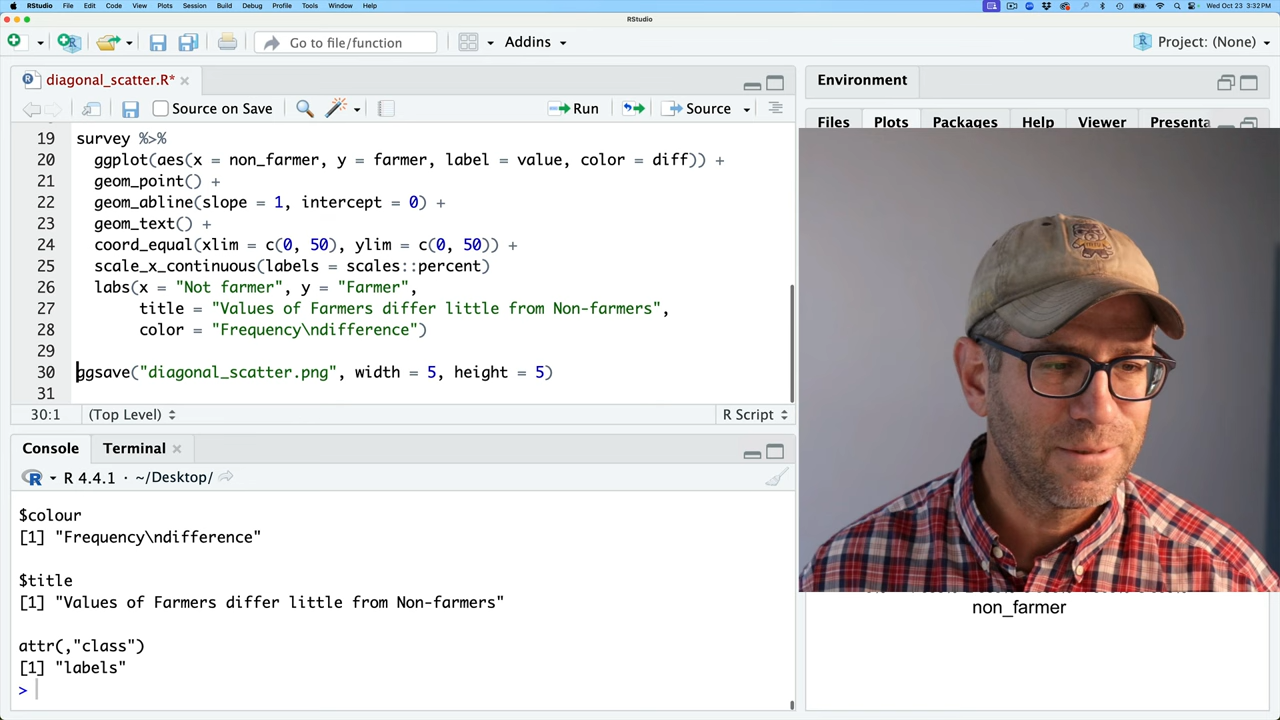 RStudio File Edit Code View Plots Session Build Debug Profile Tools Window Help Wed Oct 23 3:32 PM
RStudio
Go to file/function Addins Project: (None)
diagonal_scatter.R*
Source on Save Run Source
19 survey %>%
20 ggplot(aes(x = non_farmer, y = farmer, label = value, color = diff)) +
21 geom_point() +
22 geom_abline(slope = 1, intercept = 0) +
23 geom_text() +
24 coord_equal(xlim = c(0, 50), ylim = c(0, 50)) +
25 scale_x_continuous(labels = scales::percent)
26 labs(x = "Not farmer", y = "Farmer",
27 title = "Values of Farmers differ little from Non-farmers",
28 color = "Frequency\ndifference")
29
30 ggsave("diagonal_scatter.png", width = 5, height = 5)
31
30:1 (Top Level) R Script
Console Terminal
R 4.4.1 · ~/Desktop/
$colour
[1] "Frequency\ndifference"
$title
[1] "Values of Farmers differ little from Non-farmers"
attr(,"class")
[1] "labels"
>
Environment
Files Plots Packages Help Viewer Presenta
non_farmer